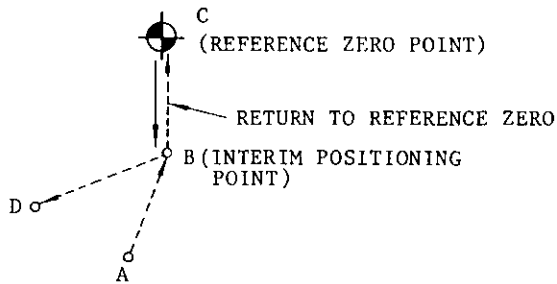 C
(REFERENCE ZERO POINT)
RETURN TO REFERENCE ZERO
B (INTERIM POSITIONING
POINT)
D
A